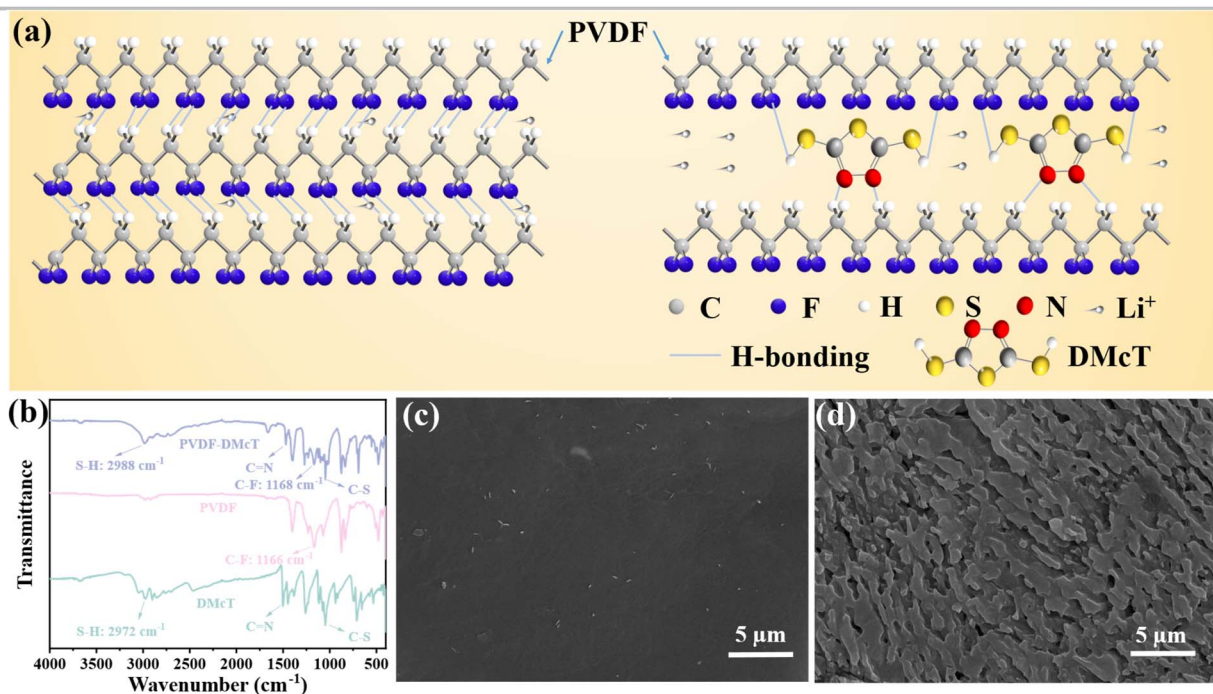 (a)
PVDF
C F H S N Li⁺
H-bonding DMcT
(b)
Transmittance
PVDF-DMcT
S-H: 2988 cm⁻¹
C=N
C-F: 1168 cm⁻¹
C-S
PVDF
C-F: 1166 cm⁻¹
DMcT
S-H: 2972 cm⁻¹
C=N
C-S
4000 3500 3000 2500 2000 1500 1000 500
Wavenumber (cm⁻¹)
(c)
5 μm
(d)
5 μm